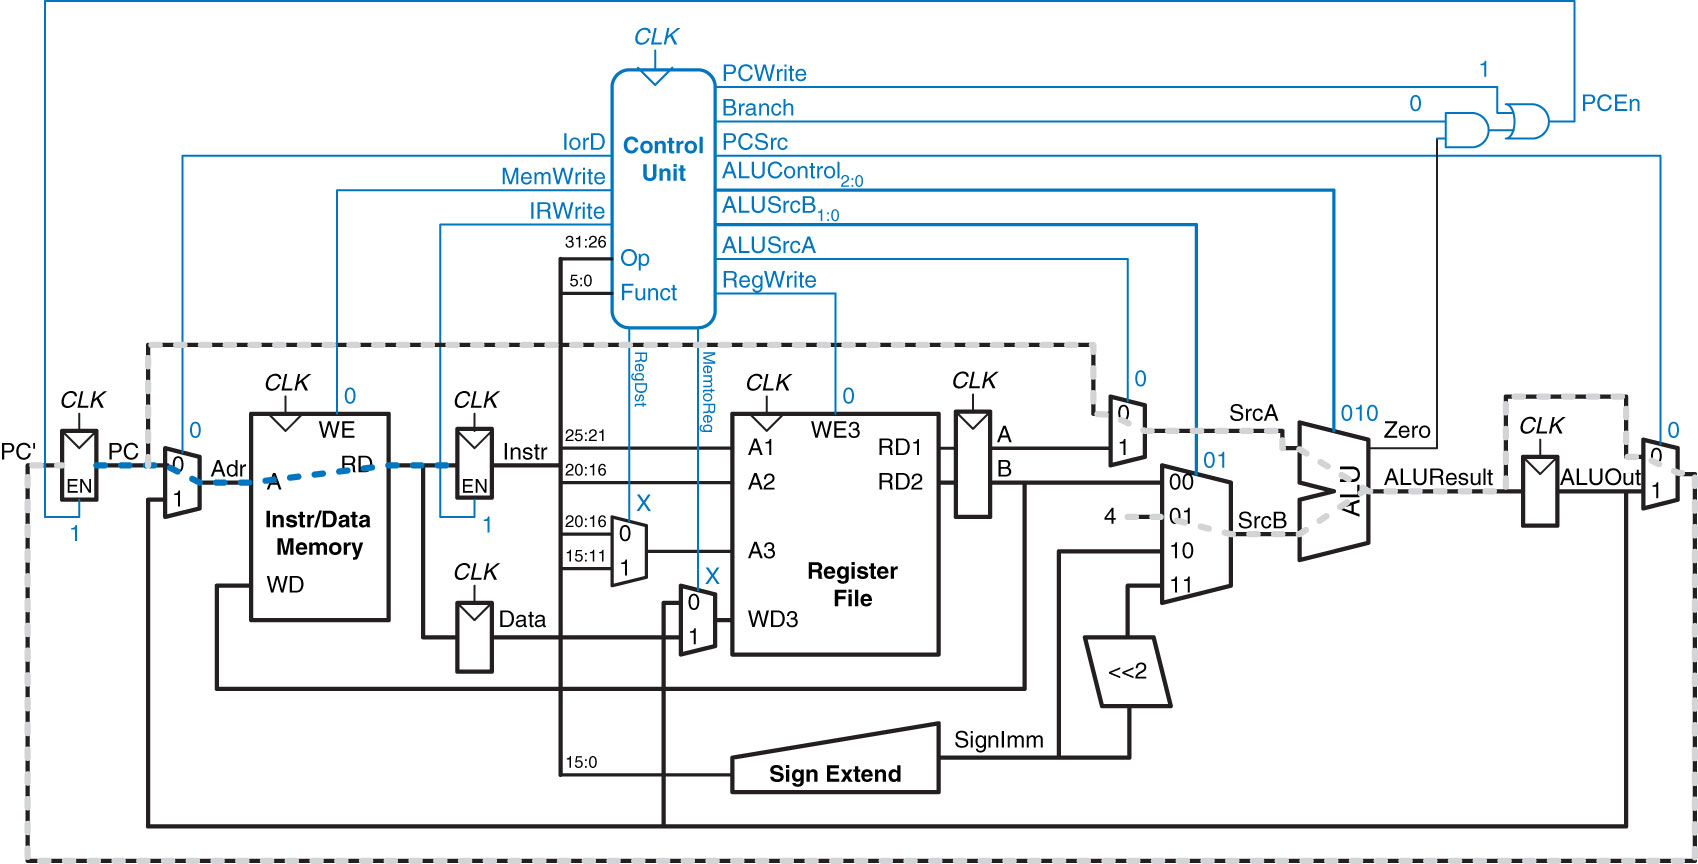 CLK
PCWrite
1
Branch
0
PCEn
IorD
Control
Unit
PCSrc
MemWrite
ALUControl2:0
IRWrite
ALUSrcB1:0
31:26
Op
ALUSrcA
5:0
Funct
RegWrite
RegDst
MemtoReg
CLK
CLK
0
CLK
CLK
0
CLK
0
PC'
PC
EN
1
0
0
1
Adr
WE
A
RD
Instr/Data
Memory
WD
EN
1
Instr
CLK
Data
25:21
20:16
20:16
15:11
X
0
1
X
0
1
A1
A2
A3
WD3
WE3
RD1
RD2
Register
File
A
B
0
1
SrcA
01
00
4
01
10
11
SrcB
<<2
010
ALU
Zero
ALUResult
CLK
ALUOut
0
0
1
15:0
Sign Extend
SignImm